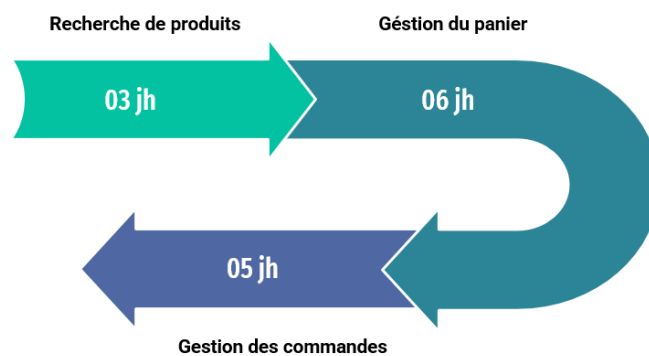 Recherche de produits
Géstion du panier
03 jh
06 jh
05 jh
Gestion des commandes